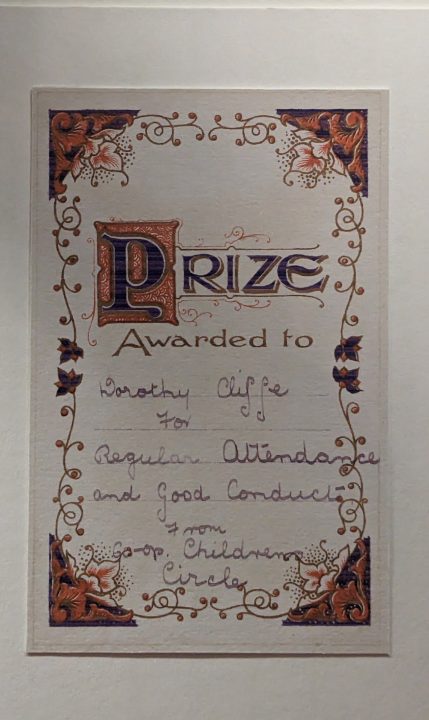 PRIZE
Awarded to
Dorothy Cliffe
For
Regular Attendance
and Good Conduct
From
Co-op. Childrens
Circle